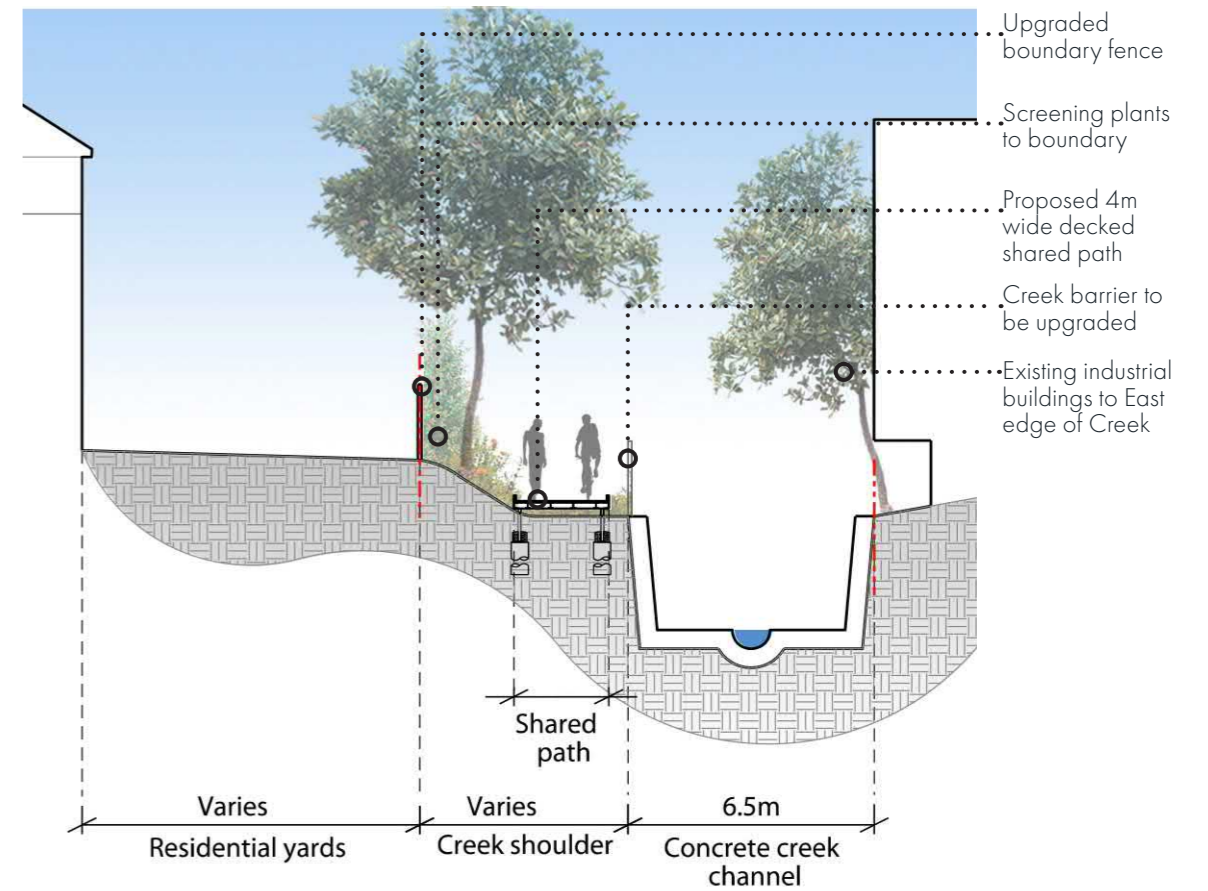 Upgraded
boundary fence
Screening plants
to boundary
Proposed 4m
wide decked
shared path
Creek barrier to
be upgraded
Existing industrial
buildings to East
edge of Creek
Shared
path
Varies
Residential yards
Varies
Creek shoulder
6.5m
Concrete creek
channel